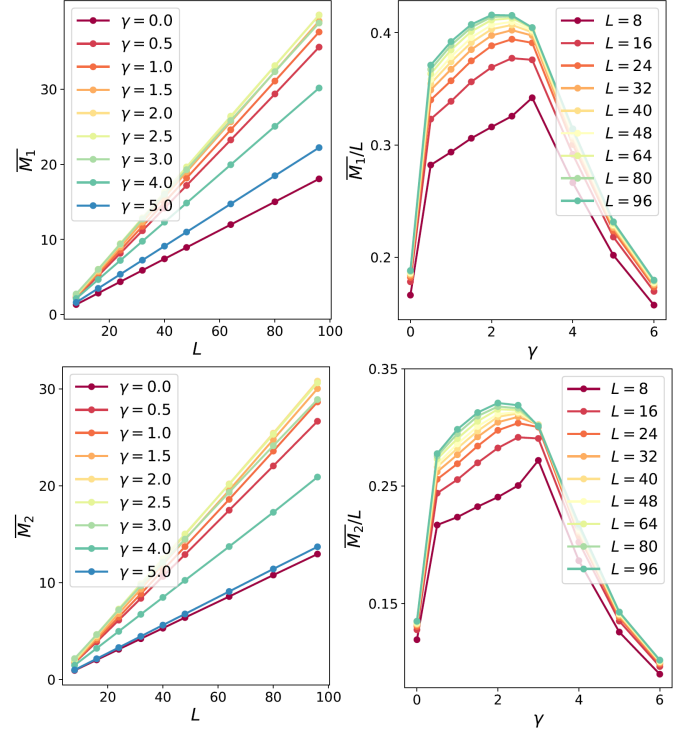 γ = 0.0
γ = 0.5
γ = 1.0
γ = 1.5
γ = 2.0
γ = 2.5
γ = 3.0
γ = 4.0
γ = 5.0
30
20
10
0
M̅₁
20 40 60 80 100
L
L = 8
L = 16
L = 24
L = 32
L = 40
L = 48
L = 64
L = 80
L = 96
0.4
0.3
0.2
M̅₁/L
0 1 2 3 4 5 6
γ
γ = 0.0
γ = 0.5
γ = 1.0
γ = 1.5
γ = 2.0
γ = 2.5
γ = 3.0
γ = 4.0
γ = 5.0
30
20
10
0
M̅₂
20 40 60 80 100
L
L = 8
L = 16
L = 24
L = 32
L = 40
L = 48
L = 64
L = 80
L = 96
0.35
0.25
0.15
M̅₂/L
0 2 4 6
γ